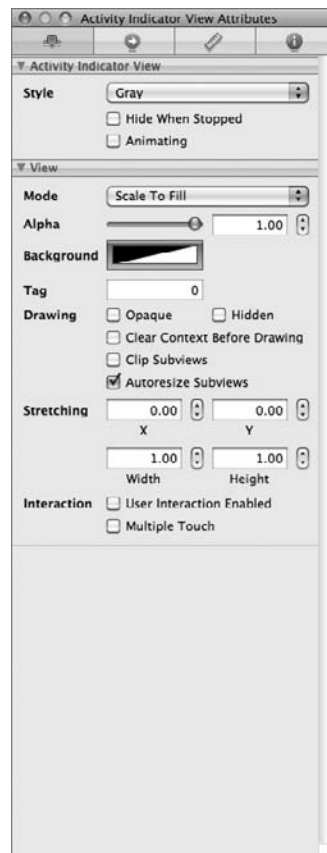 Activity Indicator View Attributes
Activity Indicator View
Style Gray
Hide When Stopped
Animating
View
Mode Scale To Fill
Alpha 1.00
Background
Tag 0
Drawing Opaque Hidden
Clear Context Before Drawing
Clip Subviews
Autoresize Subviews
Stretching 0.00 0.00
X Y
1.00 1.00
Width Height
Interaction User Interaction Enabled
Multiple Touch